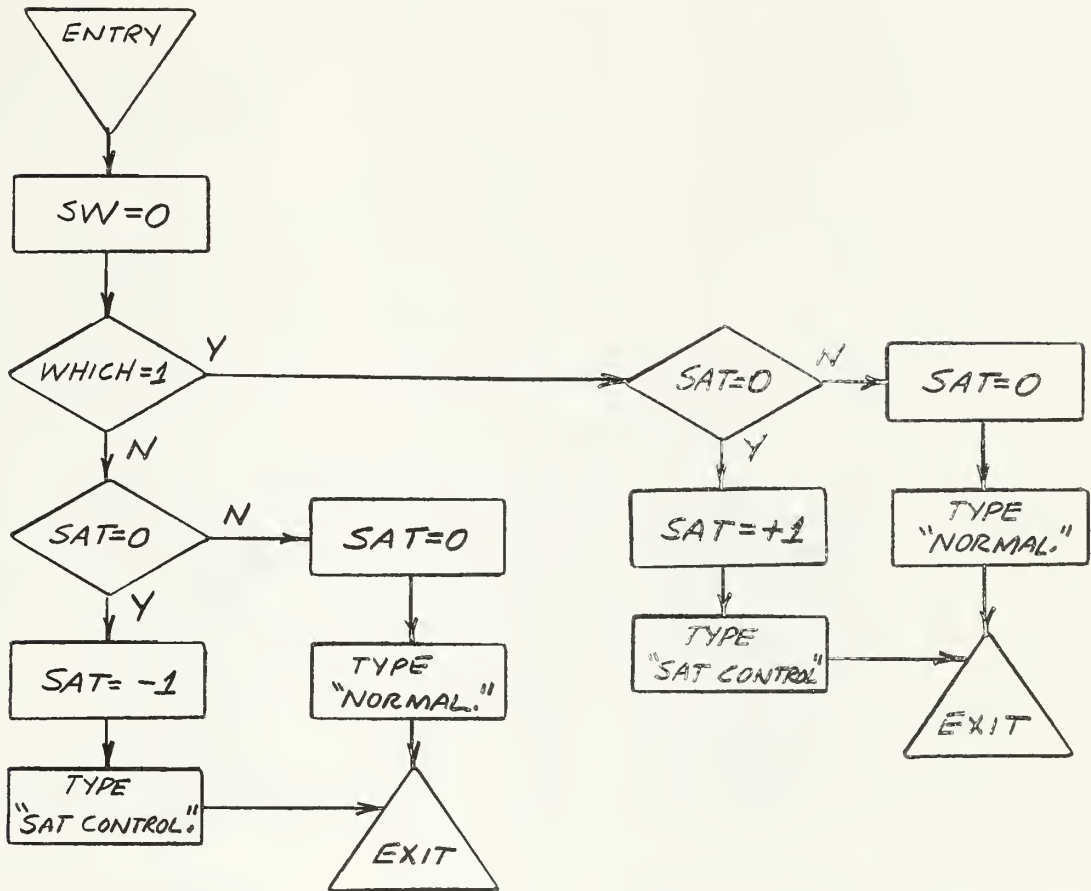 ENTRY
SW=0
WHICH=1
Y
N
SAT=0
N
Y
SAT=0
SAT= -1
TYPE
"NORMAL."
TYPE
"SAT CONTROL."
EXIT
SAT=0
N
Y
SAT=0
SAT=+1
TYPE
"NORMAL."
TYPE
"SAT CONTROL"
EXIT